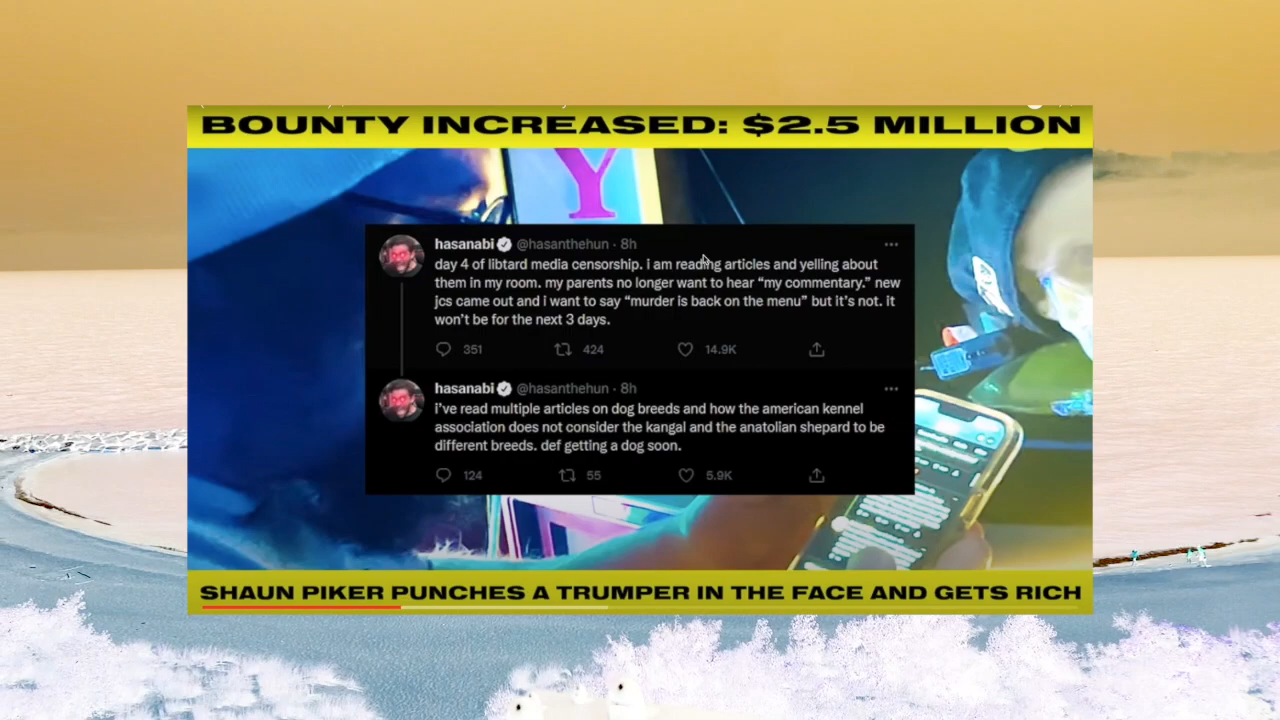 BOUNTY INCREASED: $2.5 MILLION
Y
hasanabi @hasanthehun · 8h
day 4 of libtard media censorship. i am reading articles and yelling about
them in my room. my parents no longer want to hear “my commentary.” new
jcs came out and i want to say “murder is back on the menu” but it’s not. it
won’t be for the next 3 days.
351 424 14.9K
hasanabi @hasanthehun · 8h
i’ve read multiple articles on dog breeds and how the american kennel
association does not consider the kangal and the anatolian shepard to be
different breeds. def getting a dog soon.
124 55 5.9K
SHAUN PIKER PUNCHES A TRUMPER IN THE FACE AND GETS RICH